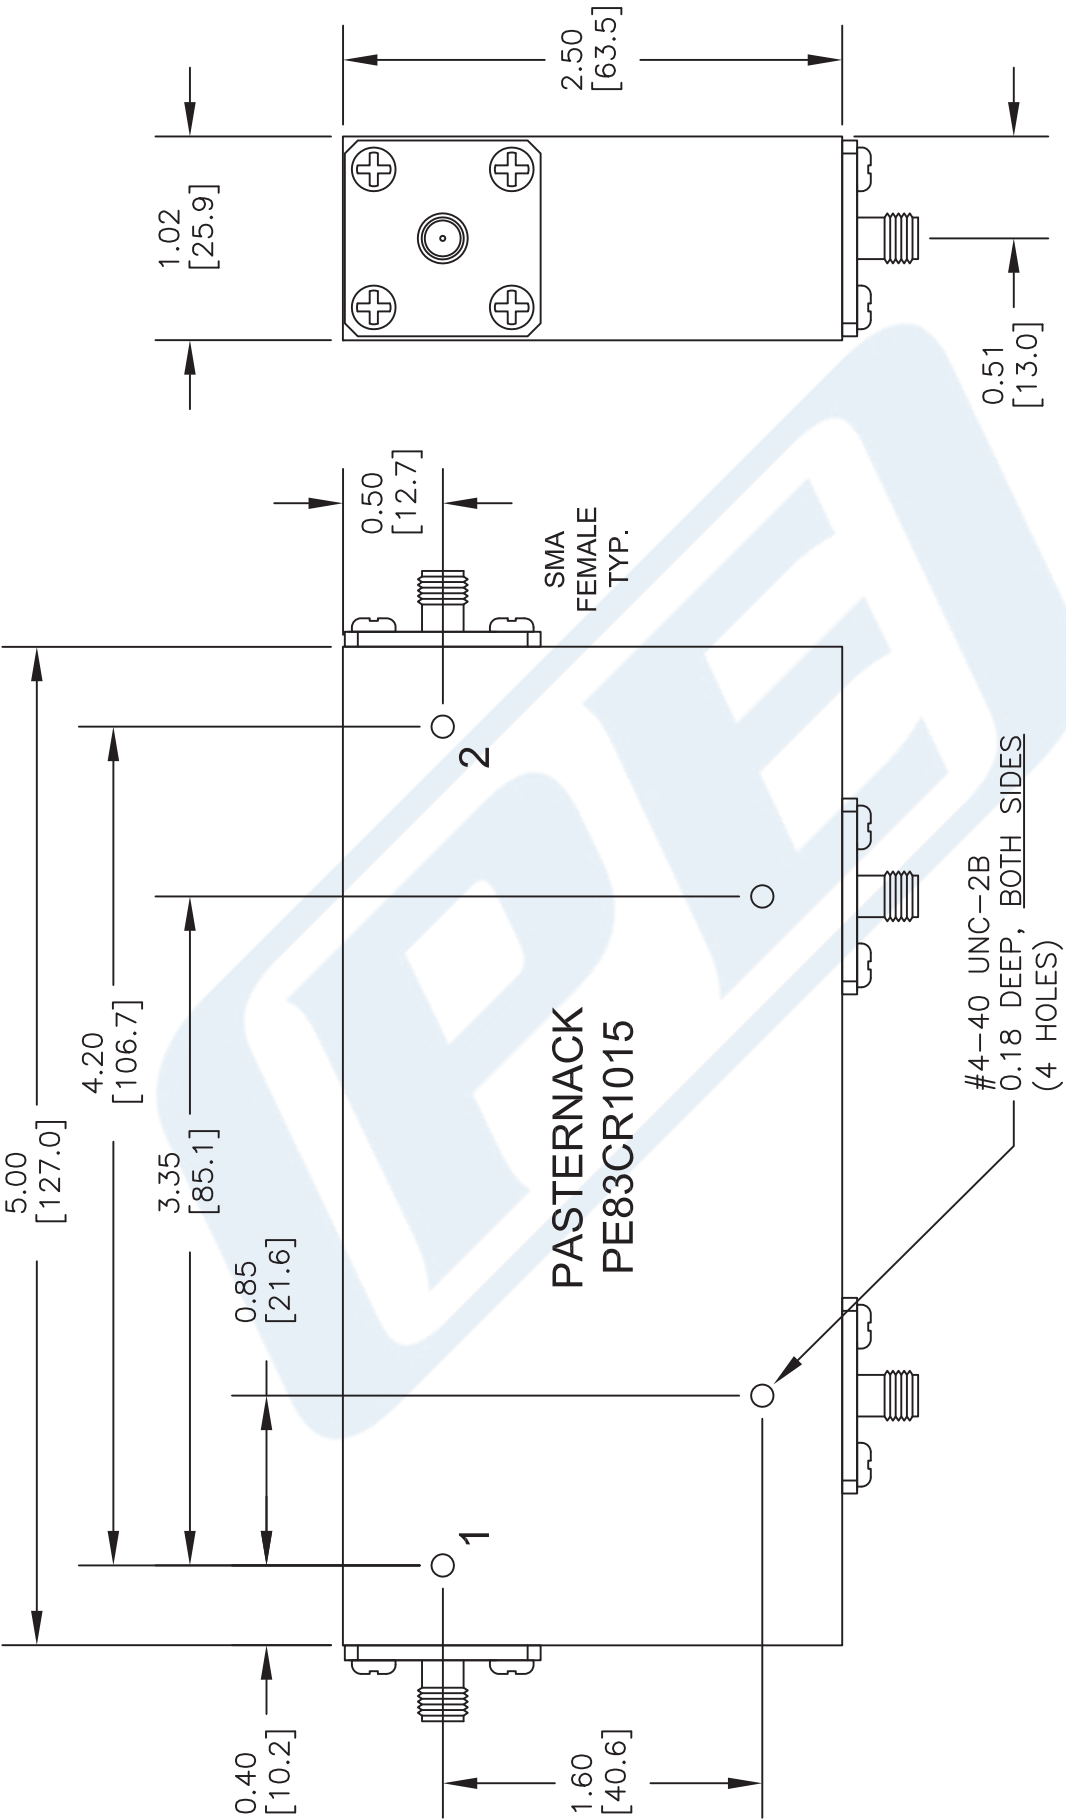 5.00
[127.0]
4.20
[106.7]
3.35
[85.1]
0.85
[21.6]
0.40
[10.2]
1.02
[25.9]
0.50
[12.7]
2.50
[63.5]
SMA
FEMALE
TYP.
1
2
PASTERNACK
PE83CR1015
1.60
[40.6]
0.51
[13.0]
#4-40 UNC-2B
0.18 DEEP, BOTH SIDES
(4 HOLES)
PE